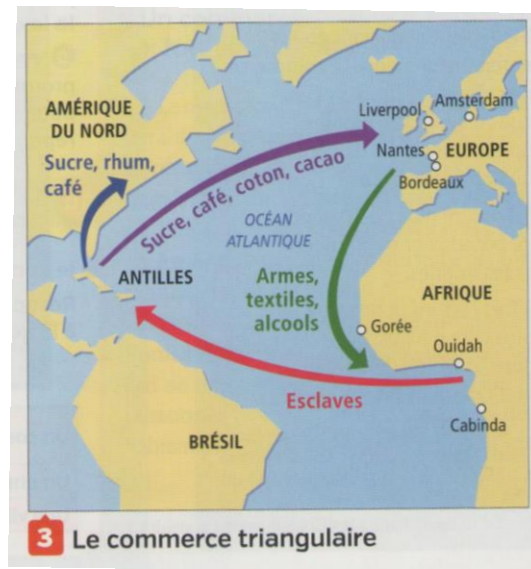 AMÉRIQUE
DU NORD
Sucre, rhum,
café
Sucre, café, coton, cacao
Liverpool
Amsterdam
Nantes
EUROPE
Bordeaux
OCÉAN
ATLANTIQUE
ANTILLES
Armes,
textiles,
alcools
AFRIQUE
Gorée
Ouidah
Esclaves
Cabinda
BRÉSIL
3 Le commerce triangulaire